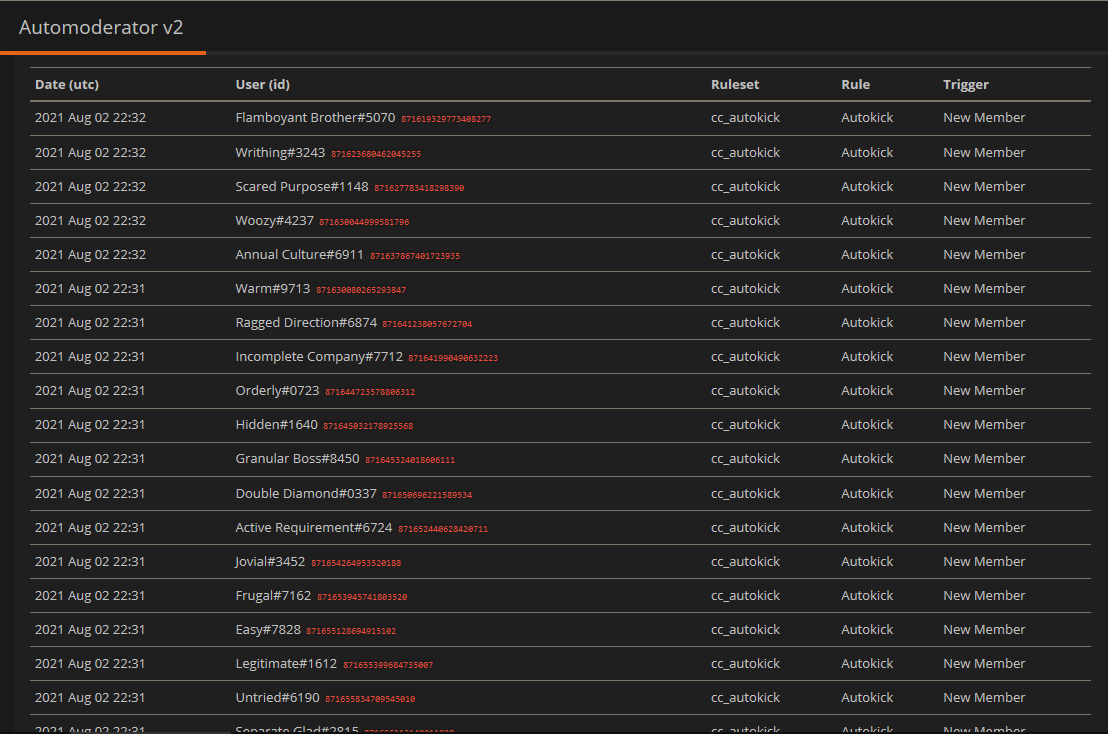 Automoderator v2
Date (utc) User (id) Ruleset Rule Trigger
2021 Aug 02 22:32 Flamboyant Brother#5070 871619329773408277 cc_autokick Autokick New Member
2021 Aug 02 22:32 Writhing#3243 871623680462045255 cc_autokick Autokick New Member
2021 Aug 02 22:32 Scared Purpose#1148 871627783418298390 cc_autokick Autokick New Member
2021 Aug 02 22:32 Woozy#4237 871630044999581796 cc_autokick Autokick New Member
2021 Aug 02 22:32 Annual Culture#6911 871637867401723935 cc_autokick Autokick New Member
2021 Aug 02 22:31 Warm#9713 871630080265293847 cc_autokick Autokick New Member
2021 Aug 02 22:31 Ragged Direction#6874 871641238057672704 cc_autokick Autokick New Member
2021 Aug 02 22:31 Incomplete Company#7712 871641990490632223 cc_autokick Autokick New Member
2021 Aug 02 22:31 Orderly#0723 871644723578806312 cc_autokick Autokick New Member
2021 Aug 02 22:31 Hidden#1640 871645032178925568 cc_autokick Autokick New Member
2021 Aug 02 22:31 Granular Boss#8450 871645324018606111 cc_autokick Autokick New Member
2021 Aug 02 22:31 Double Diamond#0337 871650696221589534 cc_autokick Autokick New Member
2021 Aug 02 22:31 Active Requirement#6724 871652440628420711 cc_autokick Autokick New Member
2021 Aug 02 22:31 Jovial#3452 871654264953520188 cc_autokick Autokick New Member
2021 Aug 02 22:31 Frugal#7162 871653945741803520 cc_autokick Autokick New Member
2021 Aug 02 22:31 Easy#7828 871655128694915102 cc_autokick Autokick New Member
2021 Aug 02 22:31 Legitimate#1612 871655399684735007 cc_autokick Autokick New Member
2021 Aug 02 22:31 Untried#6190 871655834709545010 cc_autokick Autokick New Member
2021 Aug 02 22:31 Separate Glad#2815 cc_autokick Autokick New Member